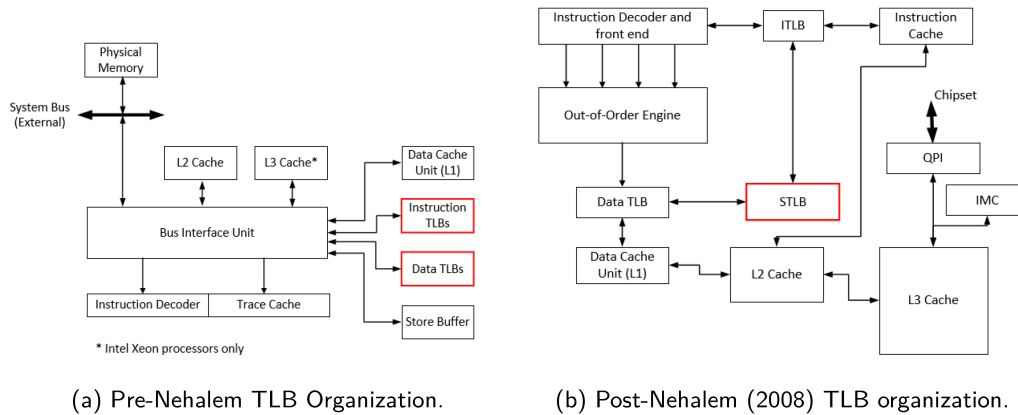 Physical
Memory
System Bus
(External)
L2 Cache
L3 Cache*
Data Cache
Unit (L1)
Instruction
TLBs
Bus Interface Unit
Data TLBs
Instruction Decoder
Trace Cache
Store Buffer
* Intel Xeon processors only
(a) Pre-Nehalem TLB Organization.
Instruction Decoder and
front end
ITLB
Instruction
Cache
Out-of-Order Engine
Chipset
QPI
IMC
Data TLB
STLB
Data Cache
Unit (L1)
L2 Cache
L3 Cache
(b) Post-Nehalem (2008) TLB organization.